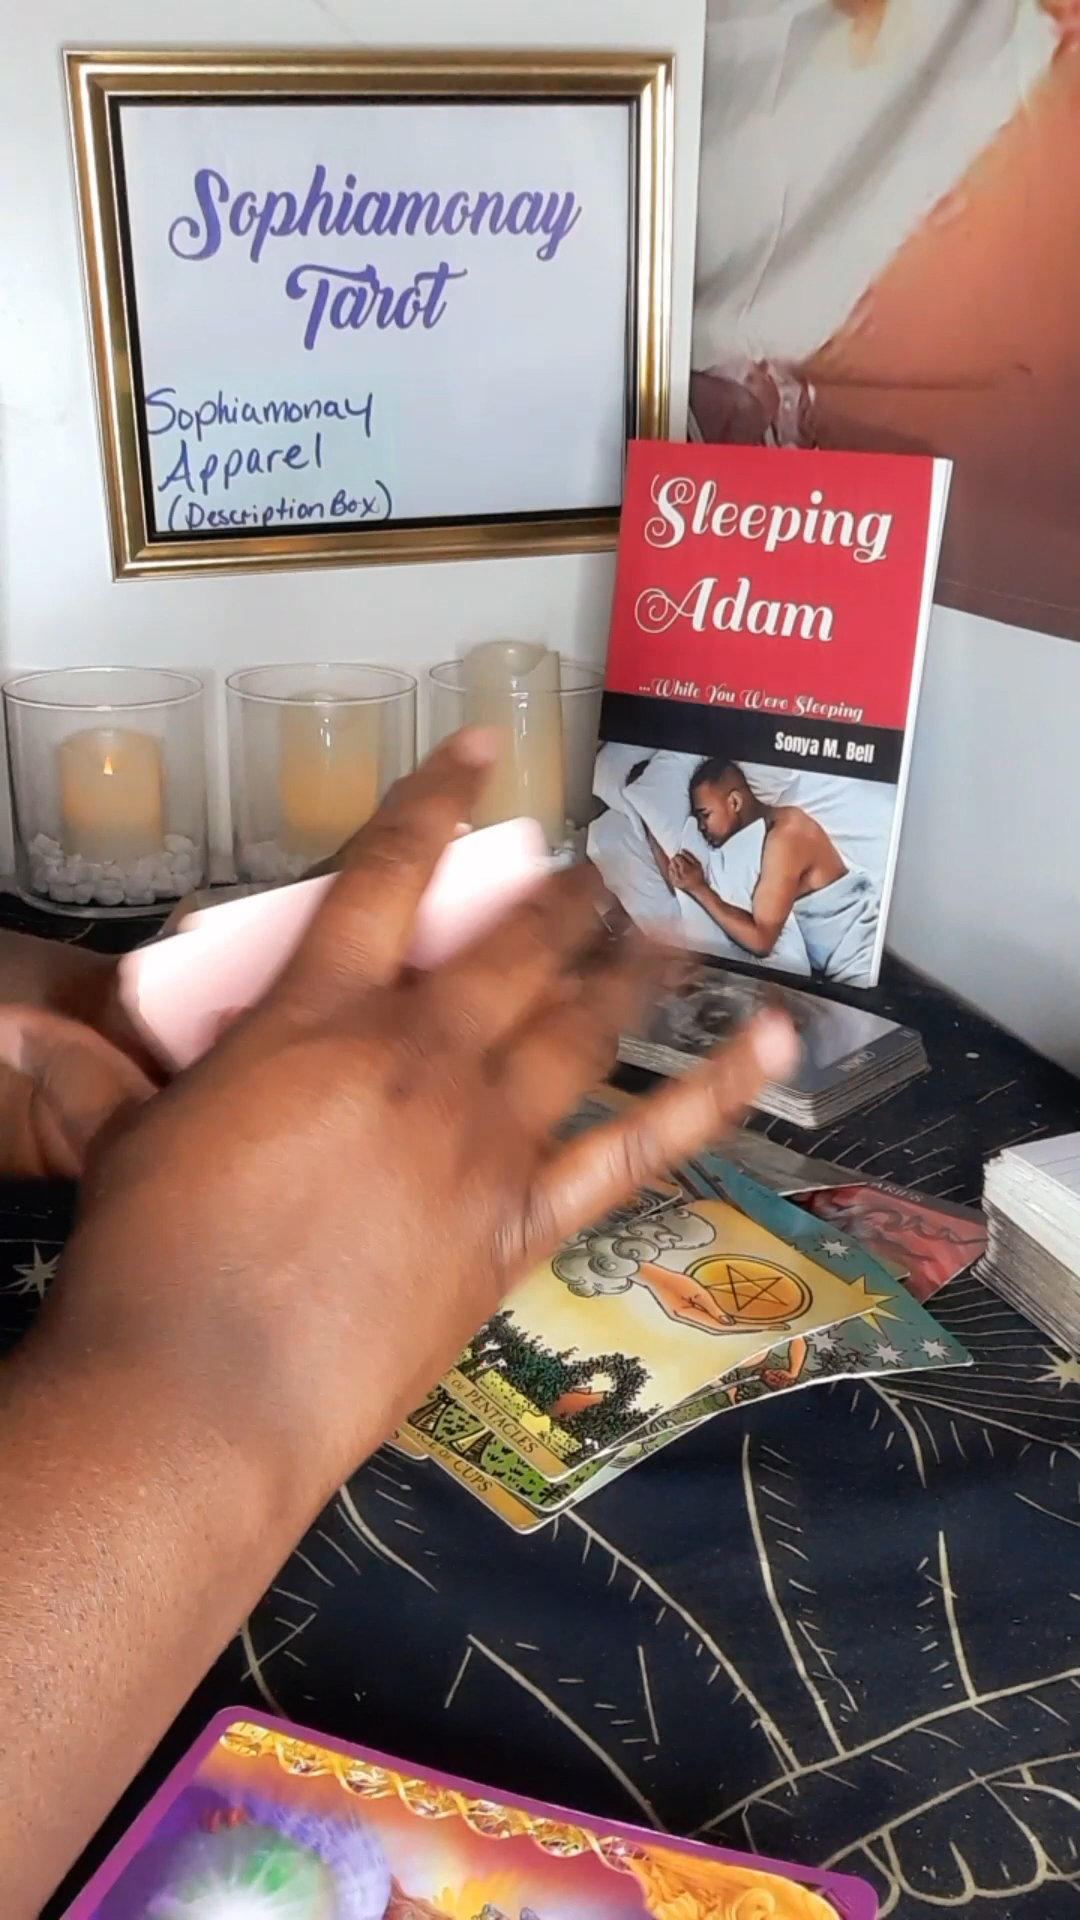 Sophiamonay
Tarot
Sophiamonay
Apparel
(Description Box)
Sleeping
Adam
...While You Were Sleeping
Sonya M. Bell
OF PENTACLES
OF CUPS